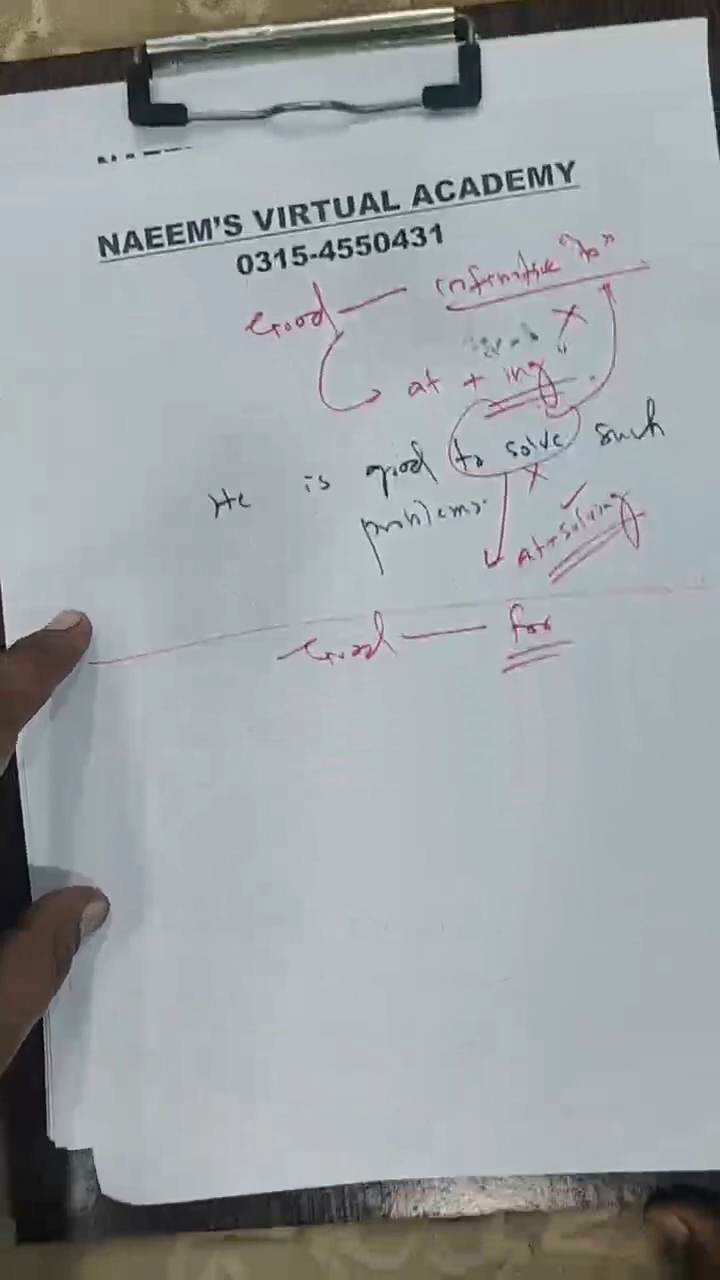 NAEEM'S VIRTUAL ACADEMY
0315-4550431
Good — infinitive "to"
at + ing
He is good to solve such
problems.
at+solving
Good — for